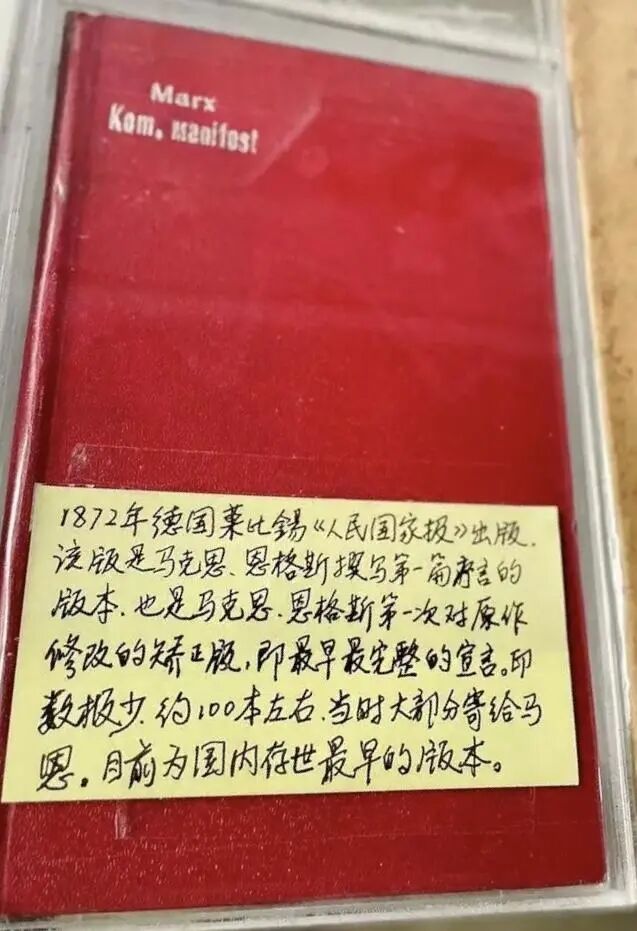 Marx
Kom. manifost
1872年德国莱比锡《人民国家报》出版.
该版是马克思、恩格斯撰写第一篇序言的
版本.也是马克思.恩格斯第一次对原作
修改的矫正版,即最早最完整的宣言。印
数极少.约100本左右.当时大部分寄给马
恩。目前为国内存世最早的版本。